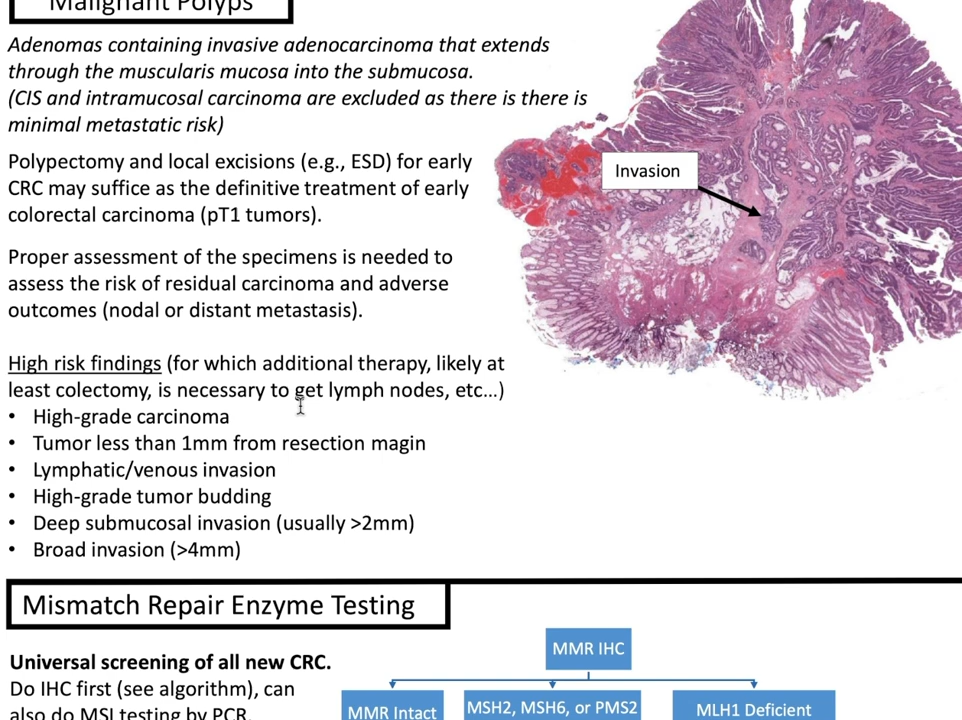 Malignant Polyps
Adenomas containing invasive adenocarcinoma that extends
through the muscularis mucosa into the submucosa.
(CIS and intramucosal carcinoma are excluded as there is there is
minimal metastatic risk)
Polypectomy and local excisions (e.g., ESD) for early
CRC may suffice as the definitive treatment of early
colorectal carcinoma (pT1 tumors).
Proper assessment of the specimens is needed to
assess the risk of residual carcinoma and adverse
outcomes (nodal or distant metastasis).
High risk findings (for which additional therapy, likely at
least colectomy, is necessary to get lymph nodes, etc...)
• High-grade carcinoma
• Tumor less than 1mm from resection magin
• Lymphatic/venous invasion
• High-grade tumor budding
• Deep submucosal invasion (usually >2mm)
• Broad invasion (>4mm)
Invasion
Mismatch Repair Enzyme Testing
Universal screening of all new CRC.
Do IHC first (see algorithm), can
also do MSI testing by PCR.
MMR IHC
MMR Intact
MSH2, MSH6, or PMS2
MLH1 Deficient